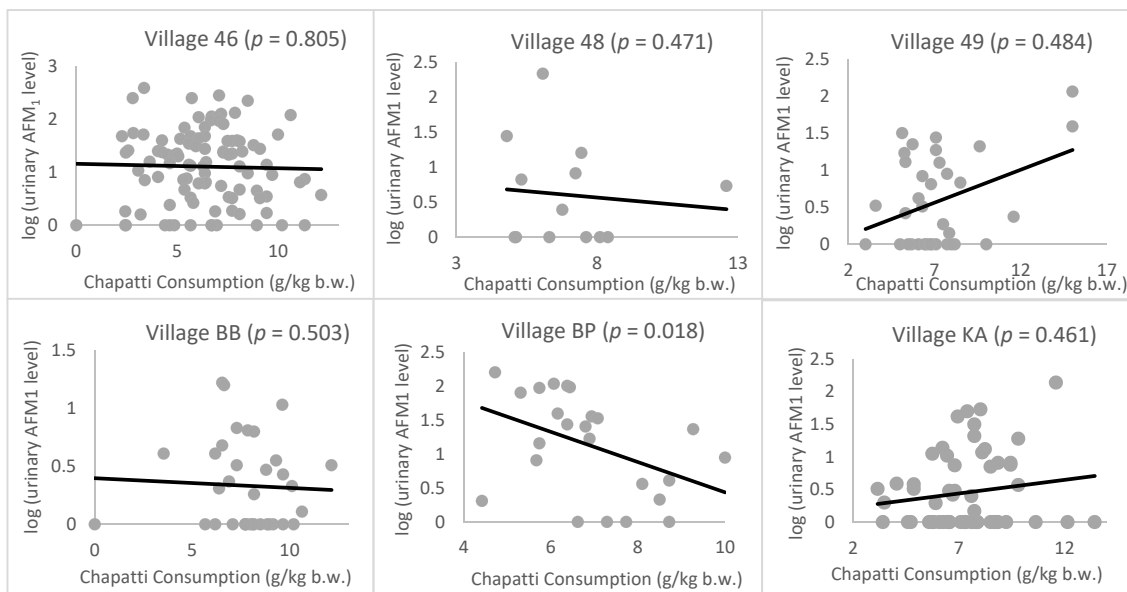 Village 46 (p = 0.805)
log (urinary AFM₁ level)
3
2.5
2
1.5
1
0.5
0
0 5 10
Chapatti Consumption (g/kg b.w.)
Village 48 (p = 0.471)
log (urinary AFM1 level)
2.5
2
1.5
1
0.5
0
3 8 13
Chapatti Consumption (g/kg b.w.)
Village 49 (p = 0.484)
log (urinary AFM1 level)
2.5
2
1.5
1
0.5
0
2 7 12 17
Chapatti Consumption (g/kg b.w.)
Village BB (p = 0.503)
log (urinary AFM1 level)
1.5
1
0.5
0
0 5 10
Chapatti Consumption (g/kg b.w.)
Village BP (p = 0.018)
log (urinary AFM1 level)
2.5
2
1.5
1
0.5
0
4 6 8 10
Chapatti Consumption (g/kg b.w.)
Village KA (p = 0.461)
log (urinary AFM1 level)
2.5
2
1.5
1
0.5
0
2 7 12
Chapatti Consumption (g/kg b.w.)